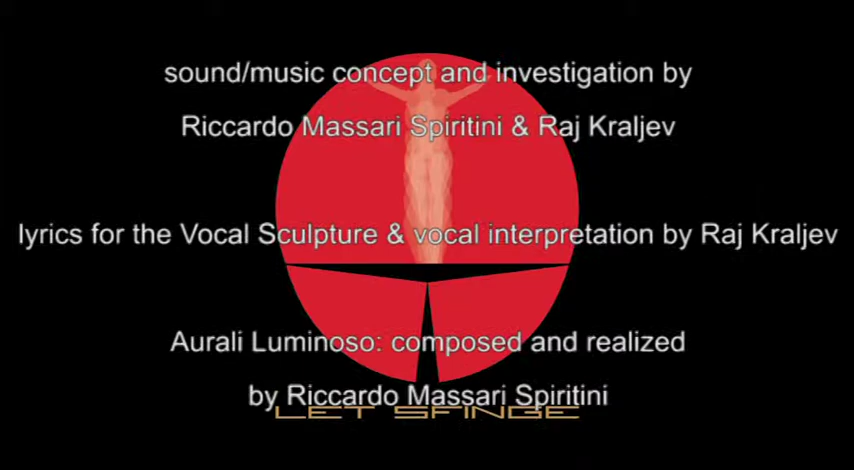 sound/music concept and investigation by
Riccardo Massari Spiritini & Raj Kraljev
lyrics for the Vocal Sculpture & vocal interpretation by Raj Kraljev
Aurali Luminoso: composed and realized
by Riccardo Massari Spiritini
LET SFINGE